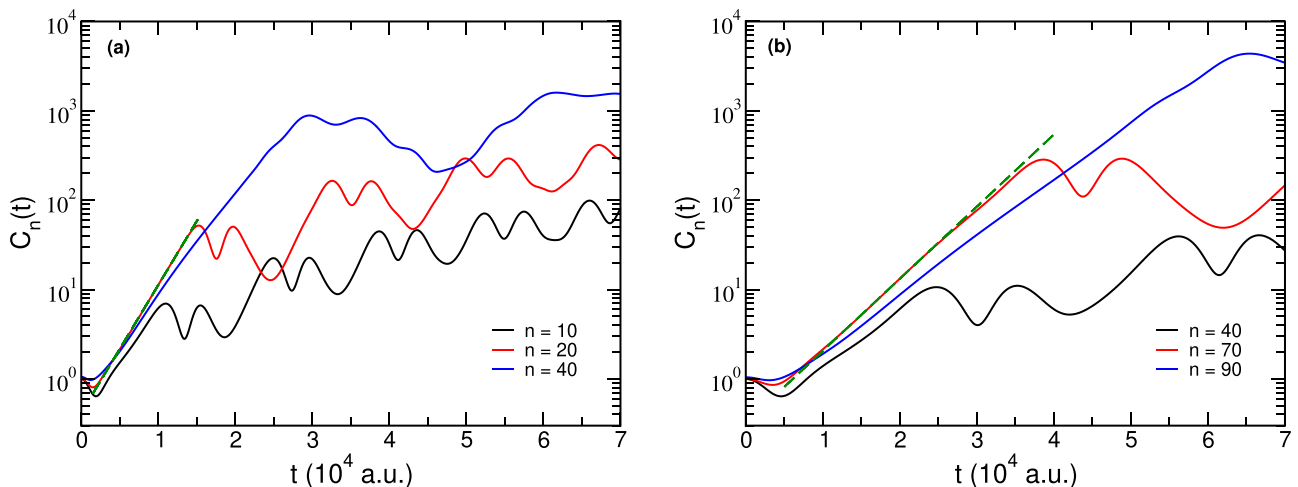 (a)
10^4
10^3
10^2
10^1
10^0
C_n(t)
n = 10
n = 20
n = 40
0 1 2 3 4 5 6 7
t (10^4 a.u.)
(b)
10^4
10^3
10^2
10^1
10^0
C_n(t)
n = 40
n = 70
n = 90
0 1 2 3 4 5 6 7
t (10^4 a.u.)